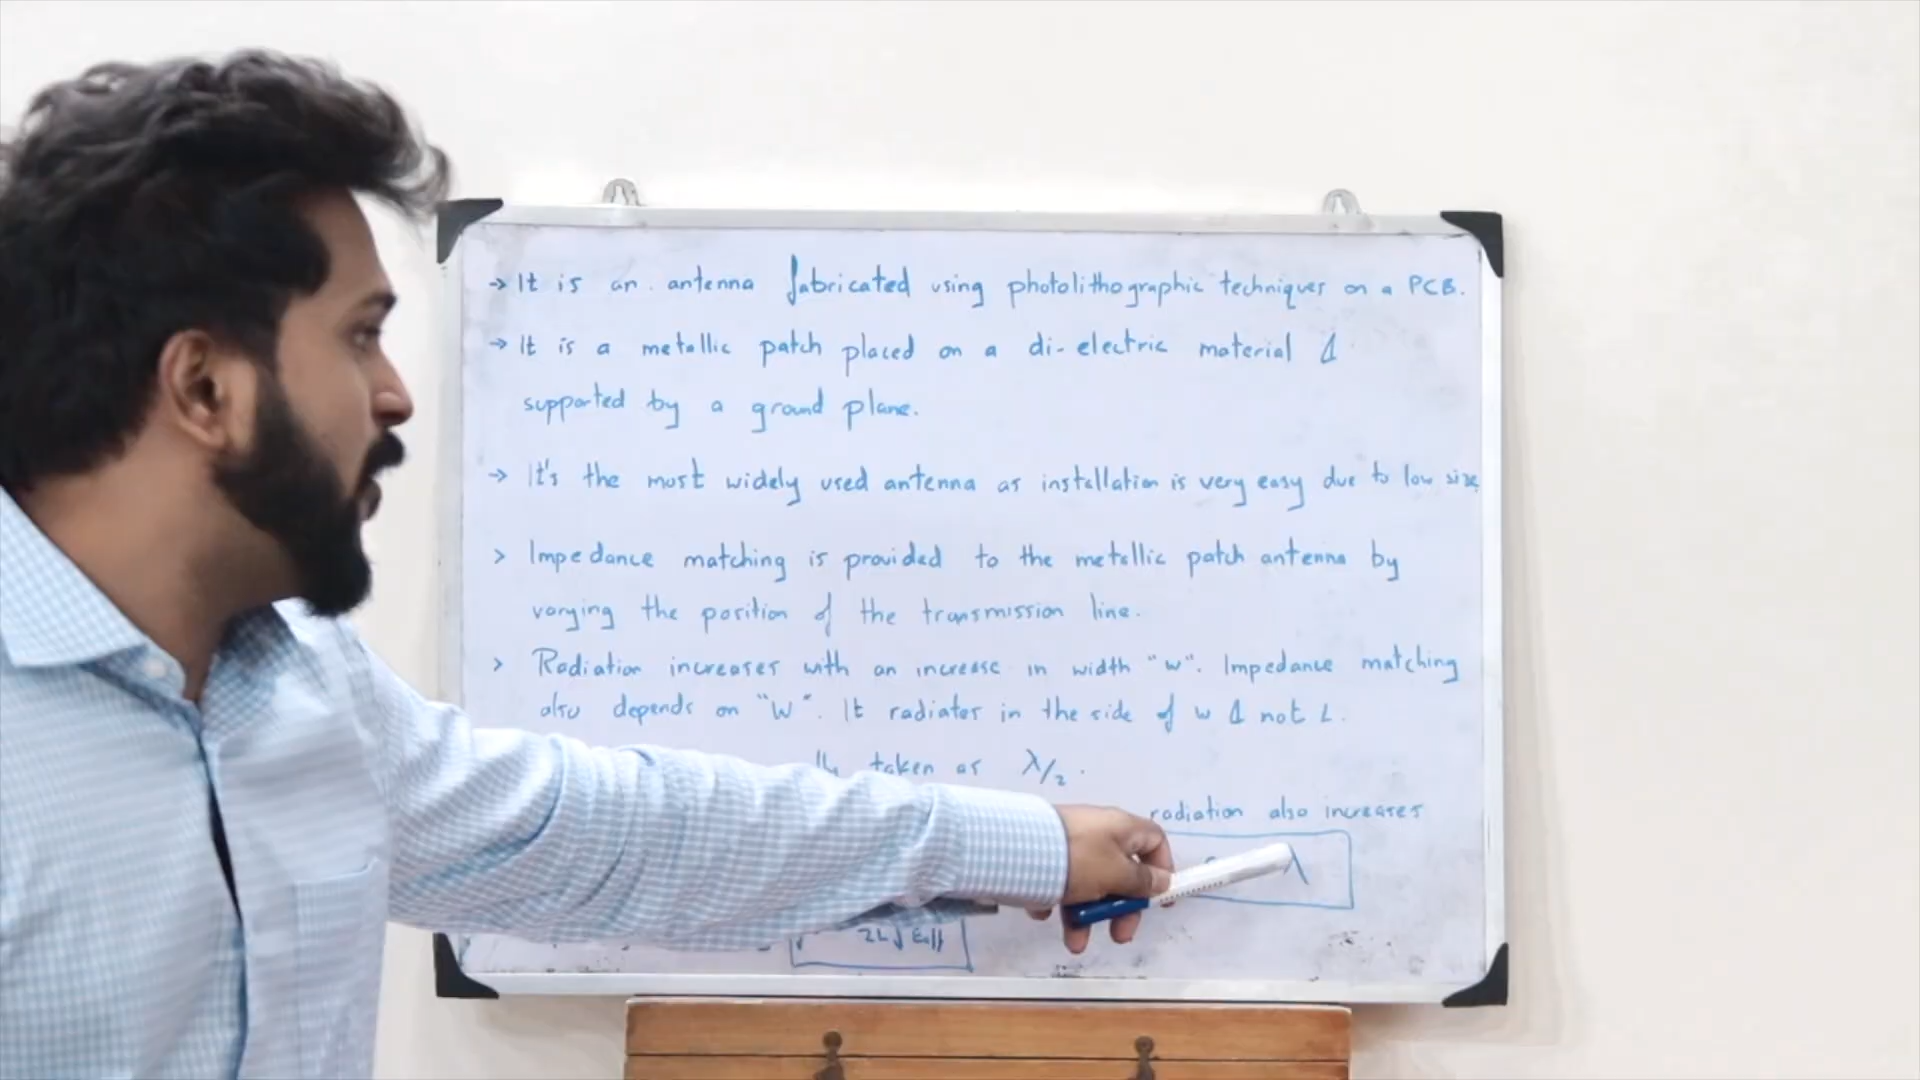 → It is an antenna fabricated using photolithographic techniques on a PCB.
→ It is a metallic patch placed on a di-electric material &
supported by a ground plane.
→ It's the most widely used antenna as installation is very easy due to low size
> Impedance matching is provided to the metallic patch antenna by
varying the position of the transmission line.
> Radiation increases with an increase in width "W". Impedance matching
also depends on "W". It radiates in the side of W & not L.
taken as λ/2.
radiation also increases
λ
2L√Eeff